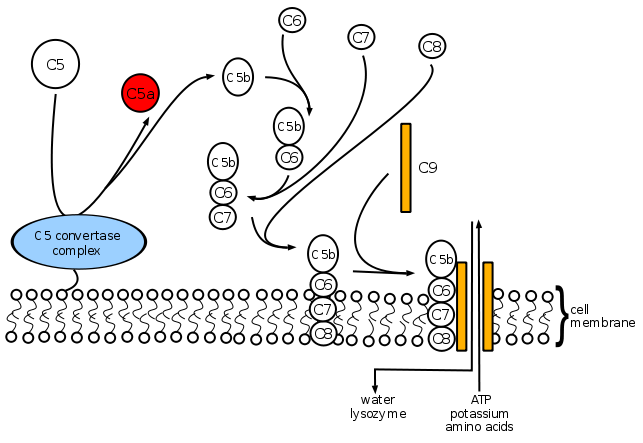 C6
C7
C8
C5
C5a
C5b
C5b
C6
C9
C5b
C6
C7
C5 convertase
complex
C5b
C6
C7
C8
C5b
C6
C7
C8
cell
membrane
water
lysozyme
ATP
potassium
amino acids